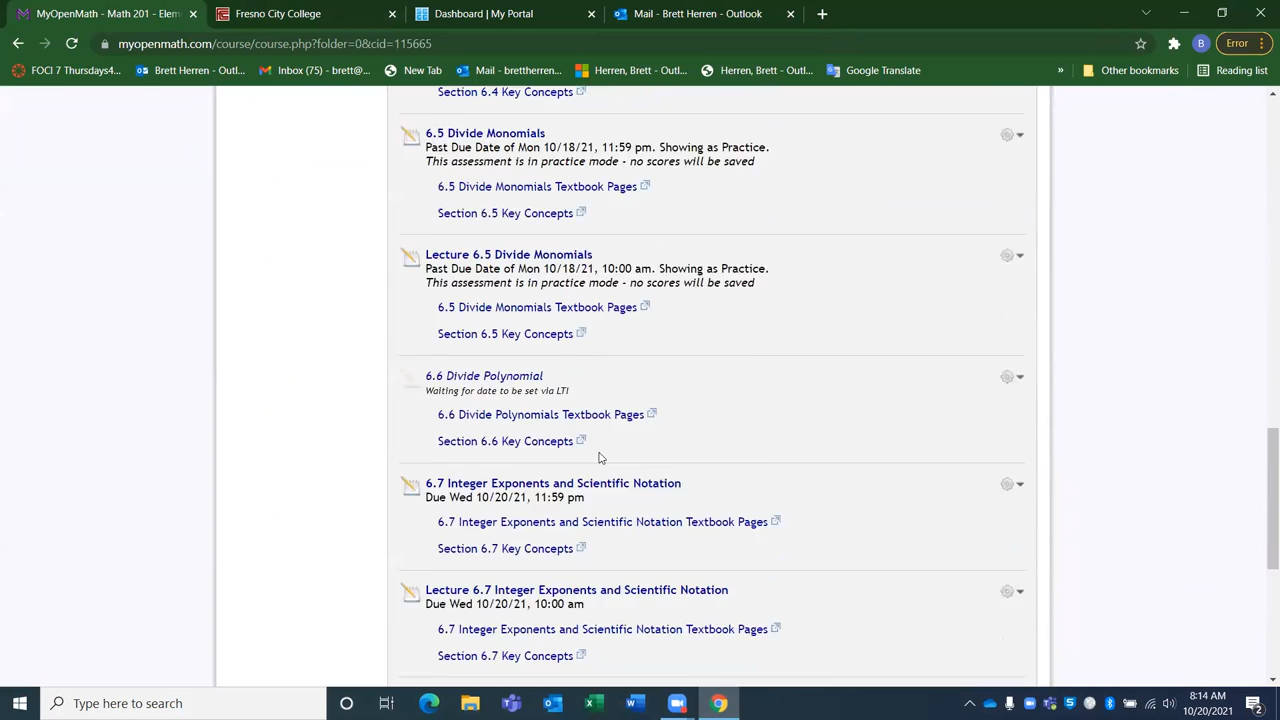 MyOpenMath - Math 201 - Elem
Fresno City College
Dashboard | My Portal
Mail - Brett Herren - Outlook
myopenmath.com/course/course.php?folder=0&cid=115665
B
Error
FOCI 7 Thursdays4...
Brett Herren - Outl...
Inbox (75) - brett@...
New Tab
Mail - brettherren...
Herren, Brett - Outl...
Herren, Brett - Outl...
Google Translate
»
Other bookmarks
Reading list
Section 6.4 Key Concepts
6.5 Divide Monomials
Past Due Date of Mon 10/18/21, 11:59 pm. Showing as Practice.
This assessment is in practice mode - no scores will be saved
6.5 Divide Monomials Textbook Pages
Section 6.5 Key Concepts
Lecture 6.5 Divide Monomials
Past Due Date of Mon 10/18/21, 10:00 am. Showing as Practice.
This assessment is in practice mode - no scores will be saved
6.5 Divide Monomials Textbook Pages
Section 6.5 Key Concepts
6.6 Divide Polynomial
Waiting for date to be set via LTI
6.6 Divide Polynomials Textbook Pages
Section 6.6 Key Concepts
6.7 Integer Exponents and Scientific Notation
Due Wed 10/20/21, 11:59 pm
6.7 Integer Exponents and Scientific Notation Textbook Pages
Section 6.7 Key Concepts
Lecture 6.7 Integer Exponents and Scientific Notation
Due Wed 10/20/21, 10:00 am
6.7 Integer Exponents and Scientific Notation Textbook Pages
Section 6.7 Key Concepts
Type here to search
8:14 AM
10/20/2021
2